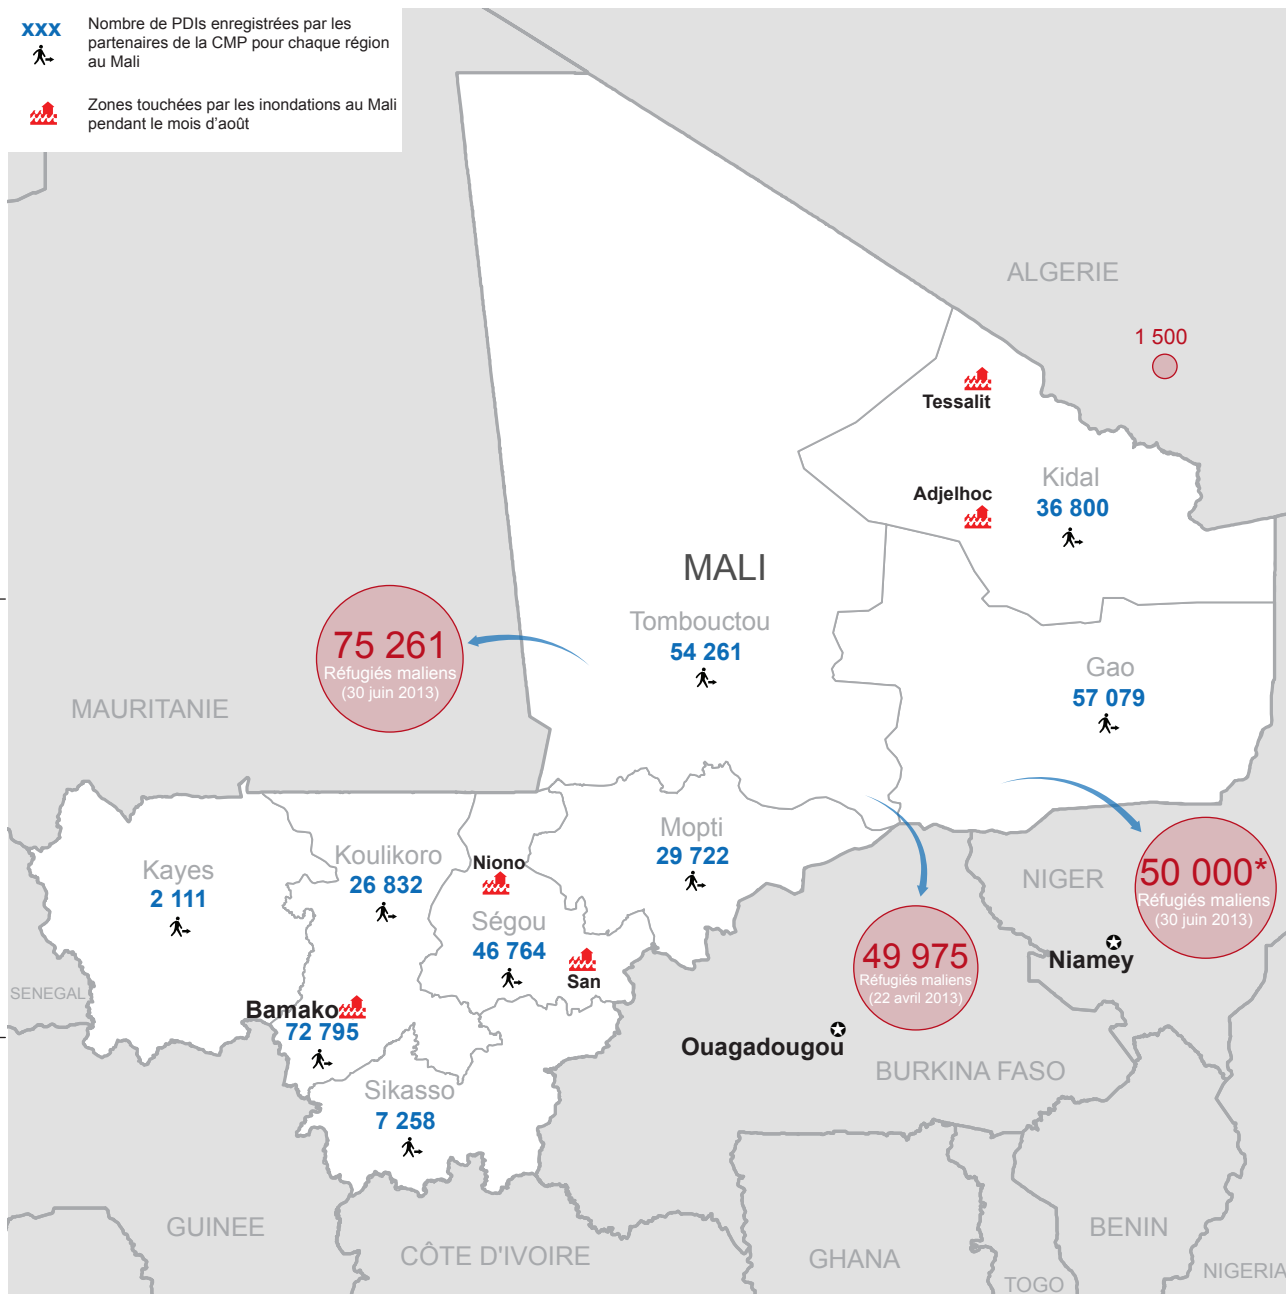 xxx
Nombre de PDIs enregistrées par les
partenaires de la CMP pour chaque région
au Mali
Zones touchées par les inondations au Mali
pendant le mois d'août
ALGERIE
1 500
Tessalit
Kidal
36 800
Adjelhoc
MALI
Tombouctou
54 261
75 261
Réfugiés maliens
(30 juin 2013)
Gao
57 079
MAURITANIE
Mopti
29 722
Koulikoro
26 832
Niono
Kayes
2 111
NIGER
50 000*
Réfugiés maliens
(30 juin 2013)
Ségou
46 764
49 975
Réfugiés maliens
(22 avril 2013)
Niamey
San
SENEGAL
Bamako
72 795
Ouagadougou
BURKINA FASO
Sikasso
7 258
GUINEE
CÔTE D'IVOIRE
GHANA
BENIN
TOGO
NIGERIA